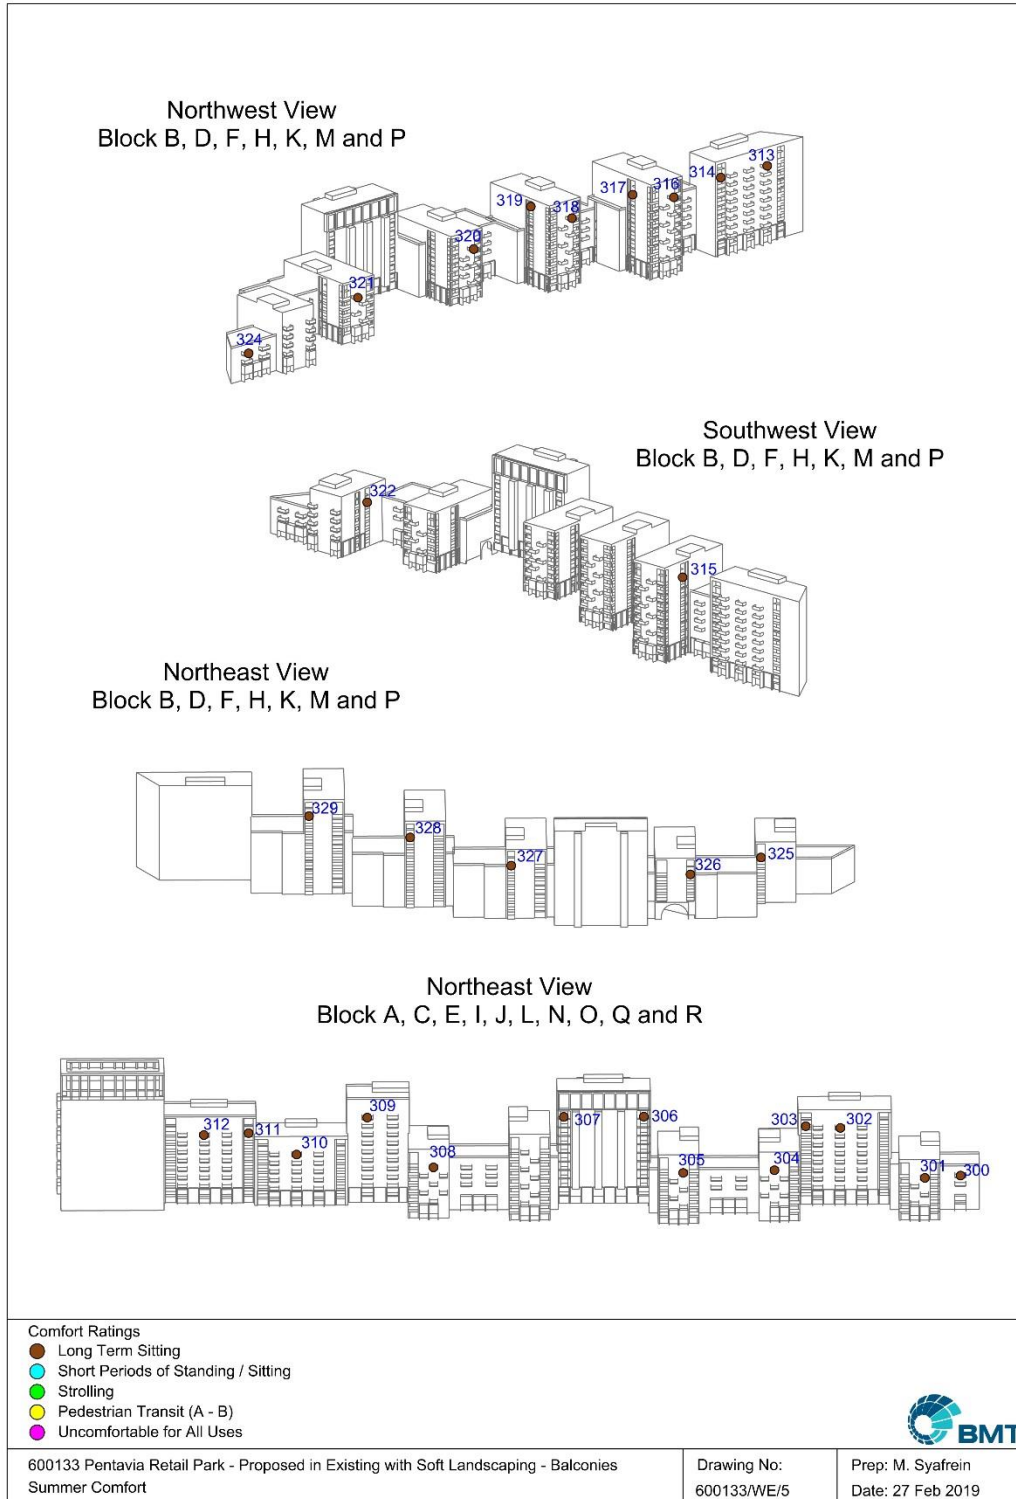 Northwest View
Block B, D, F, H, K, M and P
313
314
316
317
318
319
320
321
324
Southwest View
Block B, D, F, H, K, M and P
322
315
Northeast View
Block B, D, F, H, K, M and P
329
328
327
326
325
Northeast View
Block A, C, E, I, J, L, N, O, Q and R
312
311
310
309
308
307
306
305
304
303
302
301
300
Comfort Ratings
Long Term Sitting
Short Periods of Standing / Sitting
Strolling
Pedestrian Transit (A - B)
Uncomfortable for All Uses
BMT
600133 Pentavia Retail Park - Proposed in Existing with Soft Landscaping - Balconies
Summer Comfort
Drawing No:
600133/WE/5
Prep: M. Syafrein
Date: 27 Feb 2019